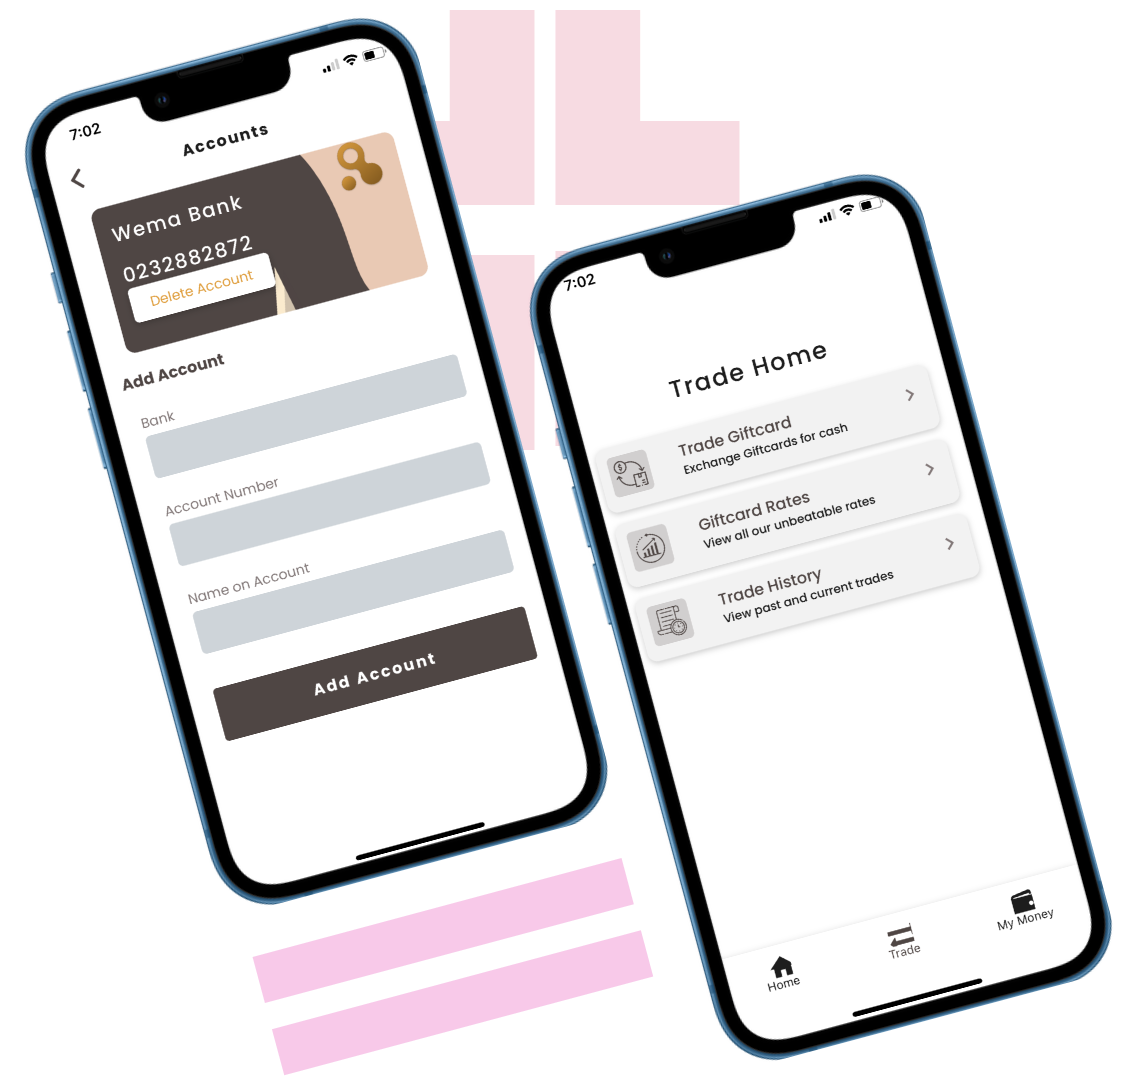 7:02
Accounts
Wema Bank
0232882872
Delete Account
Add Account
Bank
Account Number
Name on Account
Add Account
7:02
Trade Home
Trade Giftcard
Exchange Giftcards for cash
Giftcard Rates
View all our unbeatable rates
Trade History
View past and current trades
Home
Trade
My Money